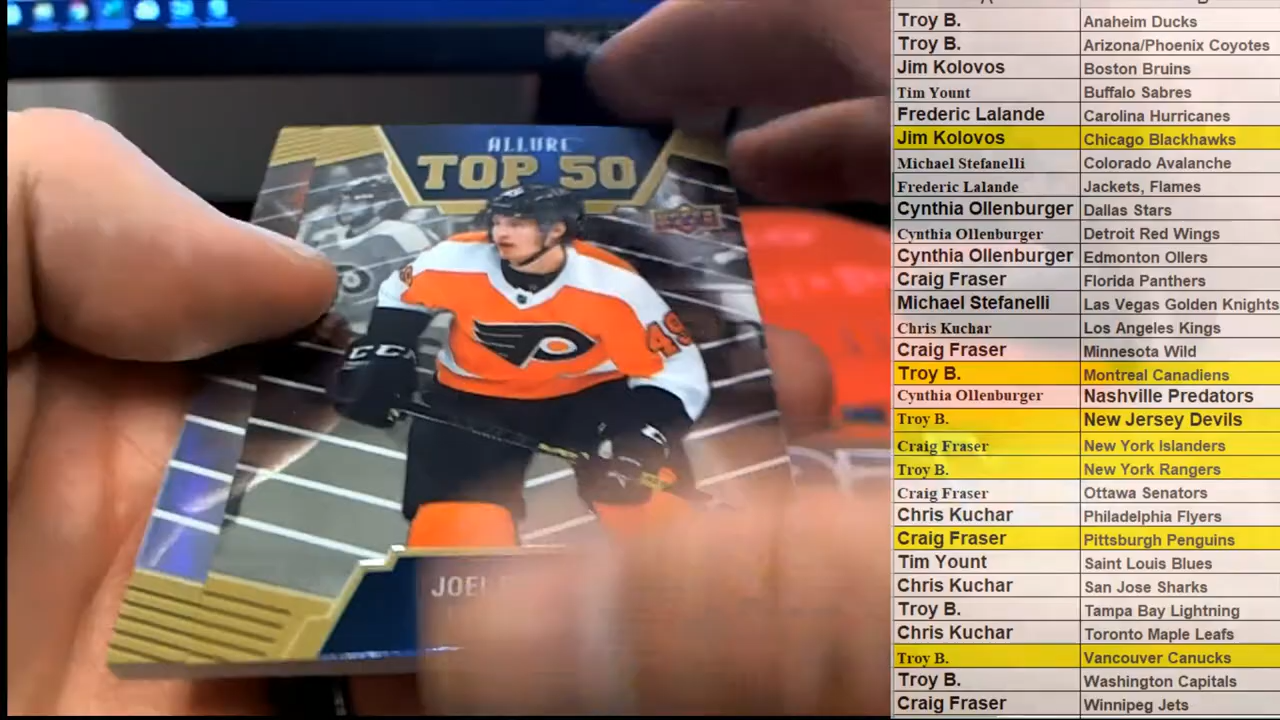 ALLURE
TOP 50
49
CCM
JOEL
Troy B. Anaheim Ducks
Troy B. Arizona/Phoenix Coyotes
Jim Kolovos Boston Bruins
Tim Yount Buffalo Sabres
Frederic Lalande Carolina Hurricanes
Jim Kolovos Chicago Blackhawks
Michael Stefanelli Colorado Avalanche
Frederic Lalande Jackets, Flames
Cynthia Ollenburger Dallas Stars
Cynthia Ollenburger Detroit Red Wings
Cynthia Ollenburger Edmonton Oilers
Craig Fraser Florida Panthers
Michael Stefanelli Las Vegas Golden Knights
Chris Kuchar Los Angeles Kings
Craig Fraser Minnesota Wild
Troy B. Montreal Canadiens
Cynthia Ollenburger Nashville Predators
Troy B. New Jersey Devils
Craig Fraser New York Islanders
Troy B. New York Rangers
Craig Fraser Ottawa Senators
Chris Kuchar Philadelphia Flyers
Craig Fraser Pittsburgh Penguins
Tim Yount Saint Louis Blues
Chris Kuchar San Jose Sharks
Troy B. Tampa Bay Lightning
Chris Kuchar Toronto Maple Leafs
Troy B. Vancouver Canucks
Troy B. Washington Capitals
Craig Fraser Winnipeg Jets